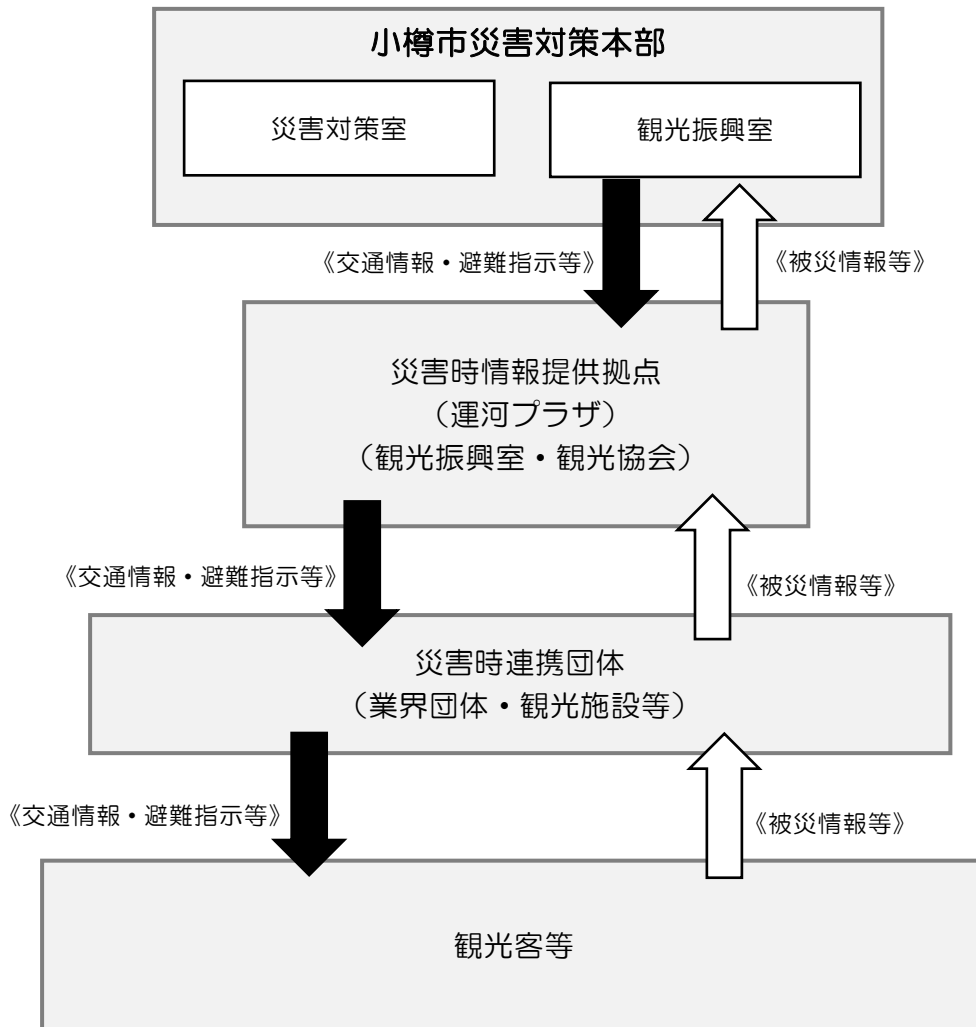 小樽市災害対策本部
災害対策室
観光振興室
《交通情報・避難指示等》
《被災情報等》
災害時情報提供拠点
（運河プラザ）
（観光振興室・観光協会）
《交通情報・避難指示等》
《被災情報等》
災害時連携団体
（業界団体・観光施設等）
《交通情報・避難指示等》
《被災情報等》
観光客等